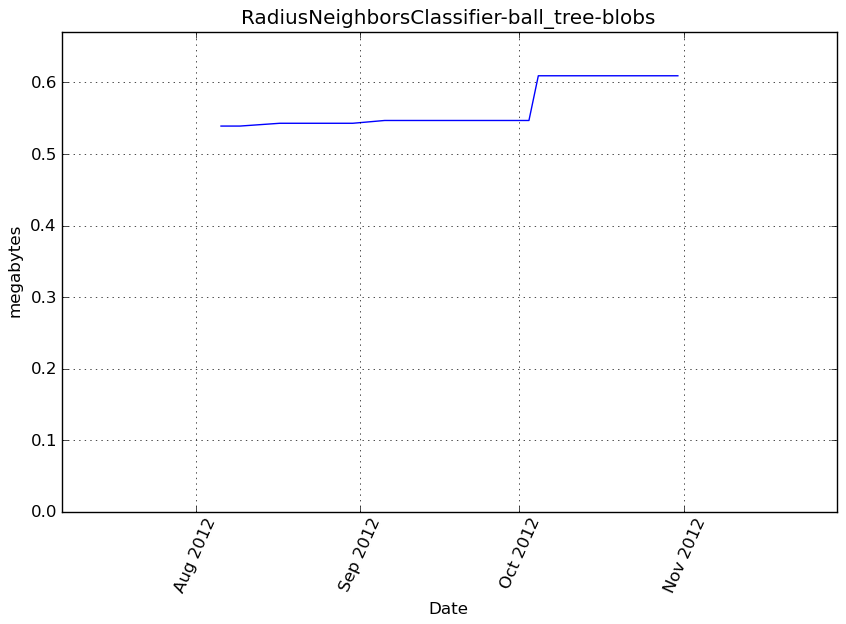 RadiusNeighborsClassifier-ball_tree-blobs
0.6
0.5
0.4
0.3
0.2
0.1
0.0
megabytes
Aug 2012
Sep 2012
Oct 2012
Nov 2012
Date